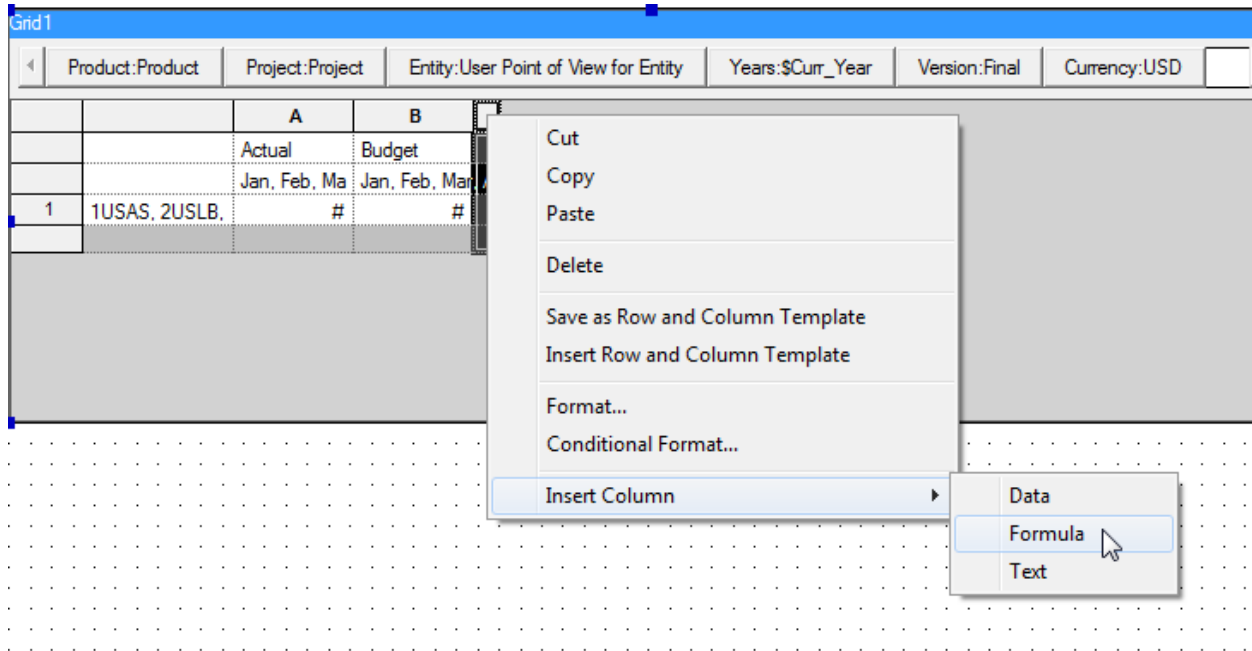 Grid1
Product:Product Project:Project Entity:User Point of View for Entity Years:$Curr_Year Version:Final Currency:USD
A B
Actual Budget
Jan, Feb, Ma Jan, Feb, Mar
1 1USAS, 2USLB, # #
Cut
Copy
Paste
Delete
Save as Row and Column Template
Insert Row and Column Template
Format...
Conditional Format...
Insert Column
Data
Formula
Text